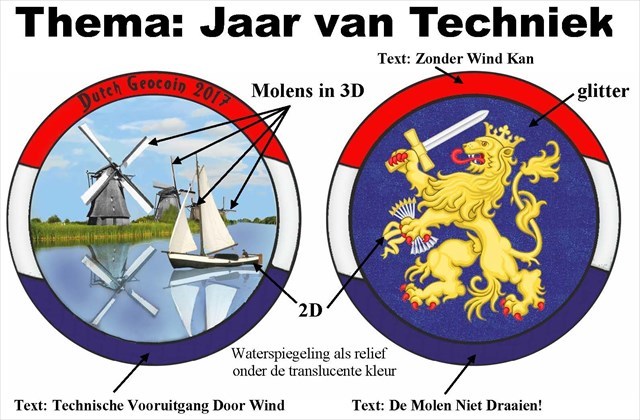 Thema: Jaar van Techniek
Text: Zonder Wind Kan
Dutch Geocoin 2017
Molens in 3D
glitter
2D
Waterspiegeling als relief
onder de translucente kleur
Text: Technische Vooruitgang Door Wind
Text: De Molen Niet Draaien!